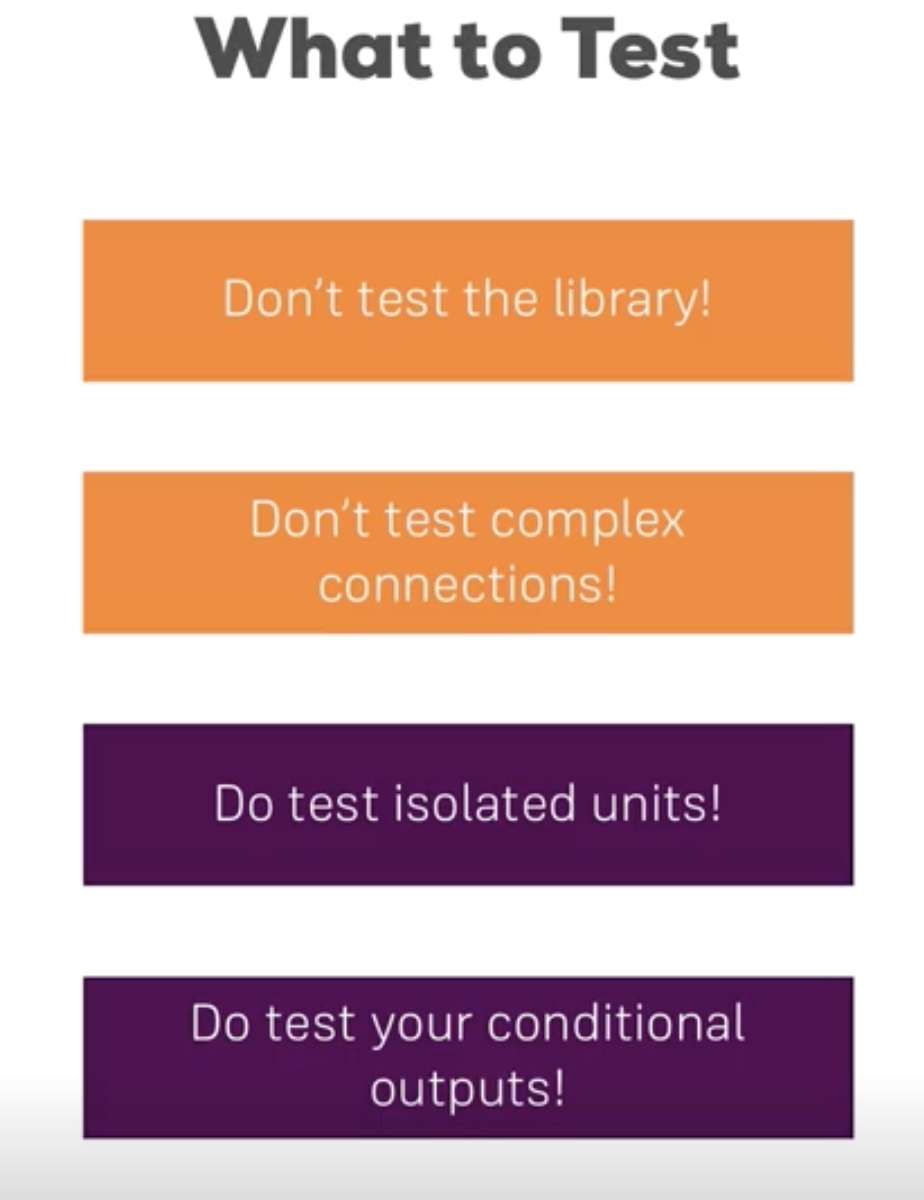 What to Test
Don’t test the library!
Don’t test complex
connections!
Do test isolated units!
Do test your conditional
outputs!